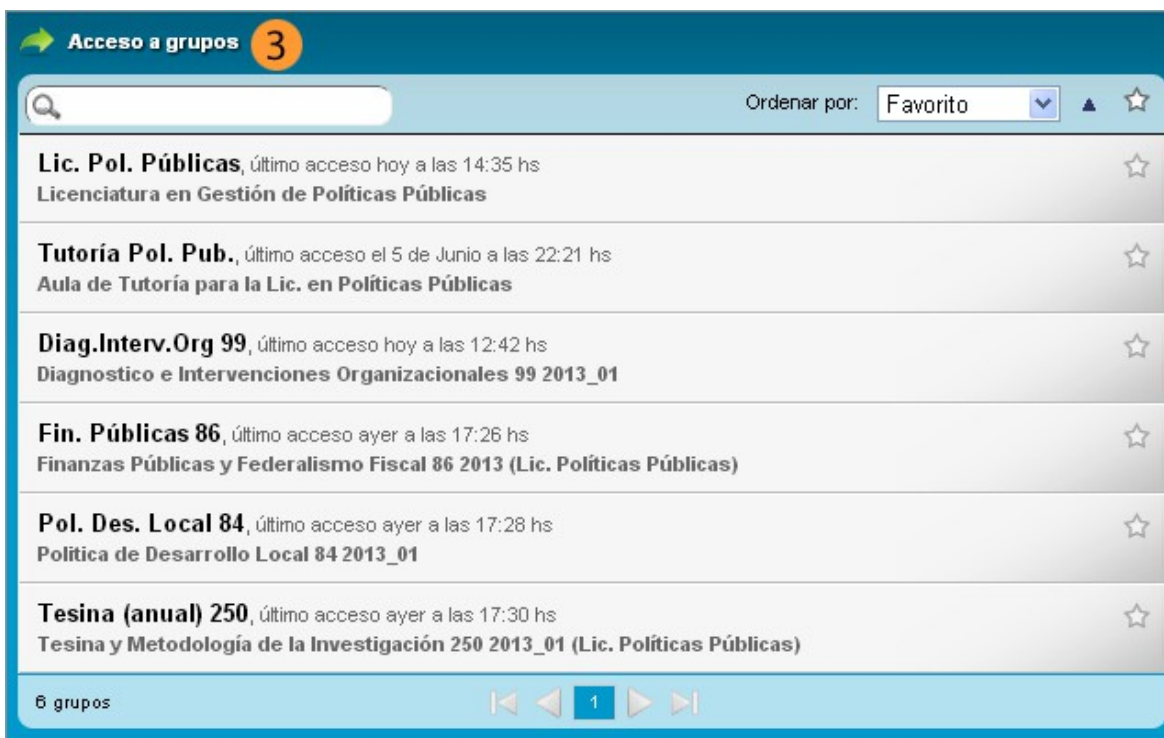 Acceso a grupos 3
Ordenar por: Favorito
Lic. Pol. Públicas, último acceso hoy a las 14:35 hs
Licenciatura en Gestión de Políticas Públicas
Tutoría Pol. Pub., último acceso el 5 de Junio a las 22:21 hs
Aula de Tutoría para la Lic. en Políticas Públicas
Diag.Interv.Org 99, último acceso hoy a las 12:42 hs
Diagnostico e Intervenciones Organizacionales 99 2013_01
Fin. Públicas 86, último acceso ayer a las 17:26 hs
Finanzas Públicas y Federalismo Fiscal 86 2013 (Lic. Políticas Públicas)
Pol. Des. Local 84, último acceso ayer a las 17:28 hs
Politica de Desarrollo Local 84 2013_01
Tesina (anual) 250, último acceso ayer a las 17:30 hs
Tesina y Metodología de la Investigación 250 2013_01 (Lic. Políticas Públicas)
6 grupos 1